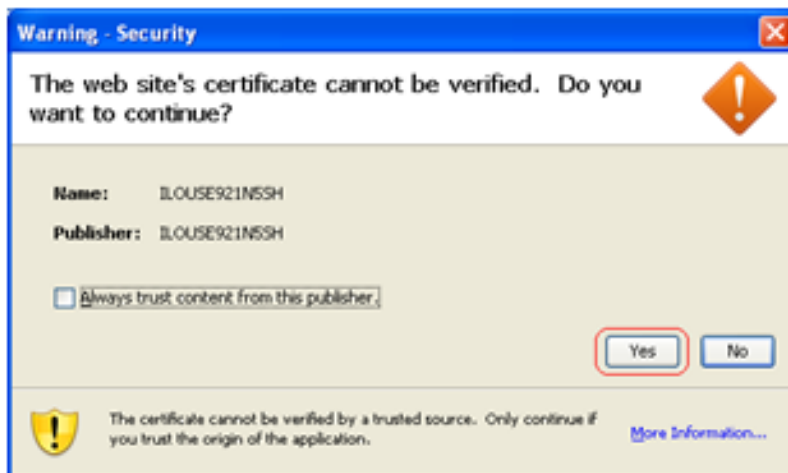 Warning - Security
The web site's certificate cannot be verified. Do you
want to continue?
Name: ILOUSE921N5SH
Publisher: ILOUSE921N5SH
Always trust content from this publisher.
Yes No
The certificate cannot be verified by a trusted source. Only continue if
you trust the origin of the application.
More Information...